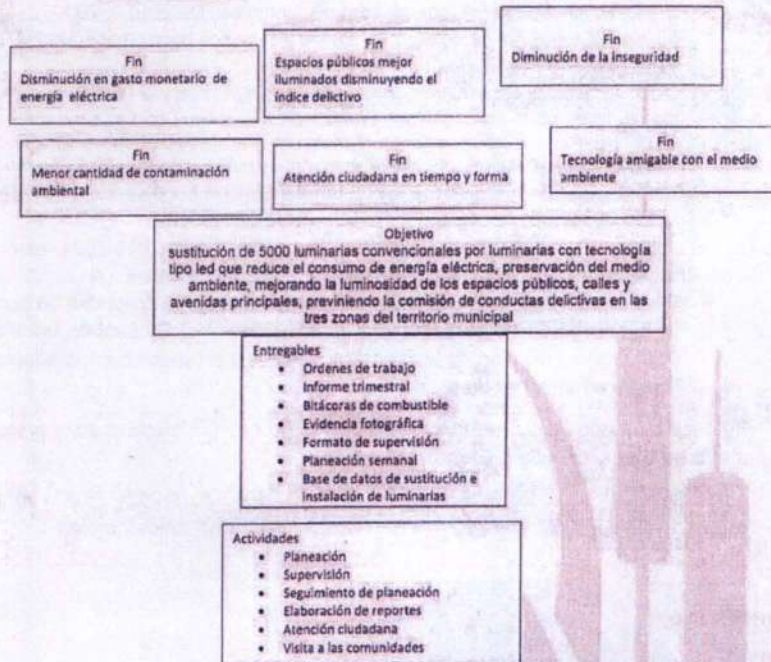 Fin
Disminución en gasto monetario de
energía eléctrica
Fin
Espacios públicos mejor
iluminados disminuyendo el
índice delictivo
Fin
Diminución de la inseguridad
Fin
Menor cantidad de contaminación
ambiental
Fin
Atención ciudadana en tiempo y forma
Fin
Tecnología amigable con el medio
ambiente
Objetivo
sustitución de 5000 luminarias convencionales por luminarias con tecnología
tipo led que reduce el consumo de energía eléctrica, preservación del medio
ambiente, mejorando la luminosidad de los espacios públicos, calles y
avenidas principales, previniendo la comisión de conductas delictivas en las
tres zonas del territorio municipal
Entregables
• Ordenes de trabajo
• Informe trimestral
• Bitácoras de combustible
• Evidencia fotográfica
• Formato de supervisión
• Planeación semanal
• Base de datos de sustitución e
instalación de luminarias
Actividades
• Planeación
• Supervisión
• Seguimiento de planeación
• Elaboración de reportes
• Atención ciudadana
• Visita a las comunidades